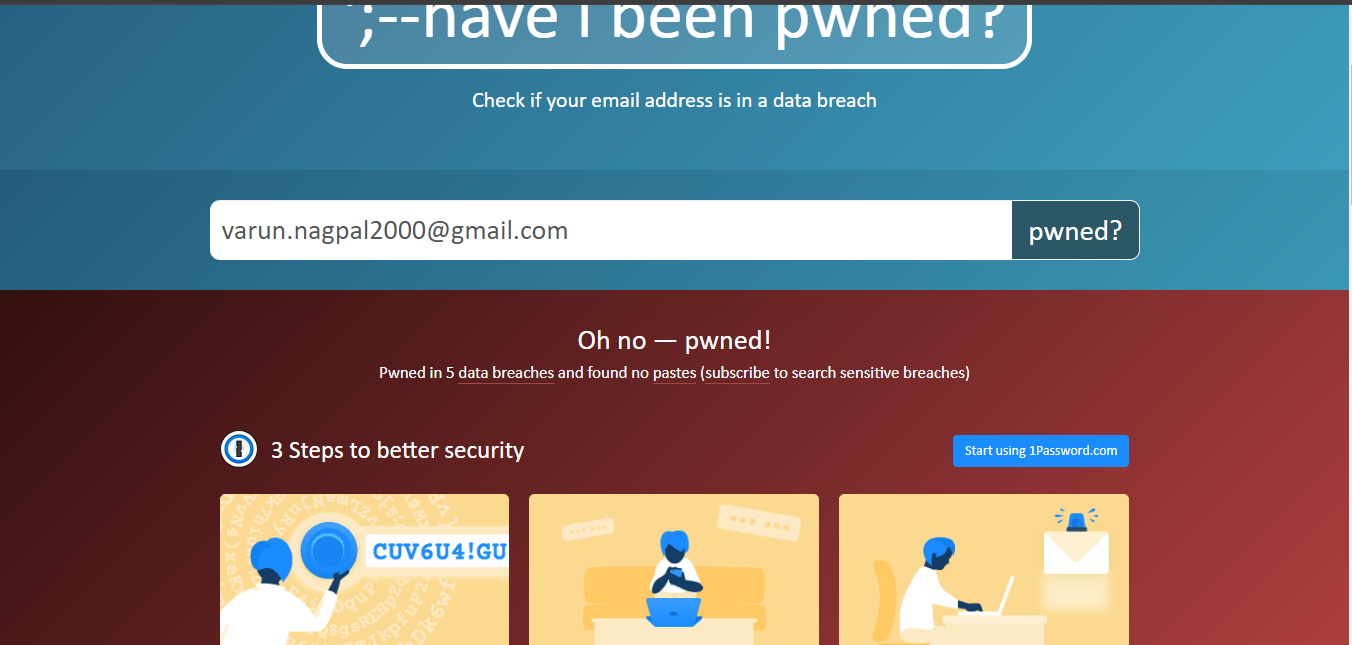 ';--have i been pwned?
Check if your email address is in a data breach
varun.nagpal2000@gmail.com
pwned?
Oh no — pwned!
Pwned in 5 data breaches and found no pastes (subscribe to search sensitive breaches)
3 Steps to better security
Start using 1Password.com
CUV6U4!GU